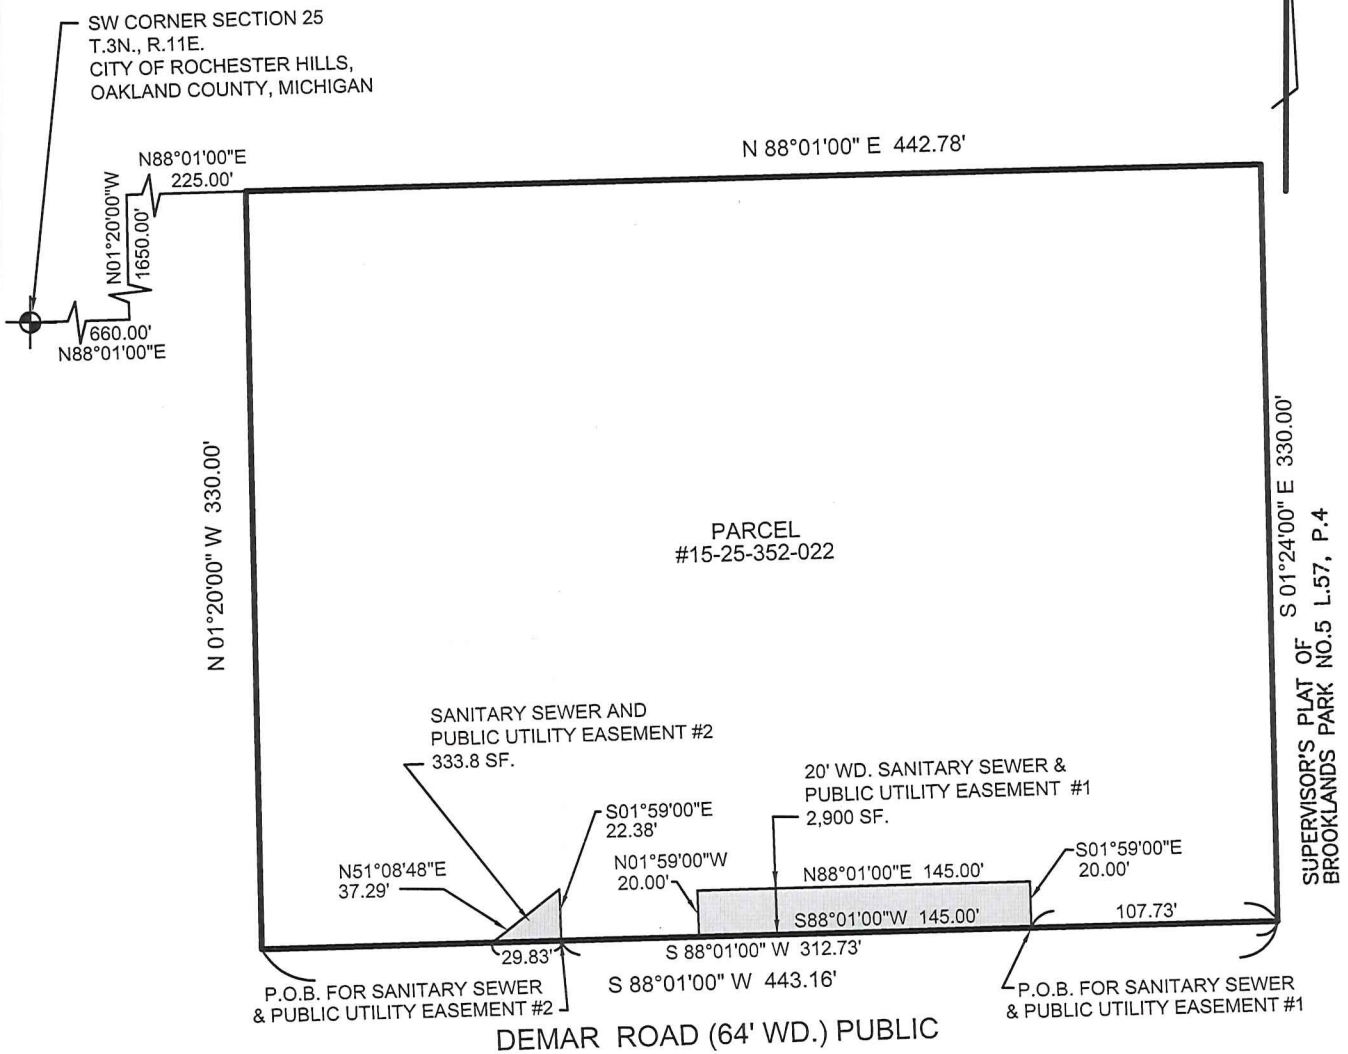 SW CORNER SECTION 25
T.3N., R.11E.
CITY OF ROCHESTER HILLS,
OAKLAND COUNTY, MICHIGAN
N88°01'00"E
225.00'
N01°20'00"W
1650.00'
660.00'
N88°01'00"E
N 88°01'00" E 442.78'
N 01°20'00" W 330.00'
S 01°24'00" E 330.00'
SUPERVISOR'S PLAT OF
BROOKLANDS PARK NO.5 L.57, P.4
PARCEL
#15-25-352-022
SANITARY SEWER AND
PUBLIC UTILITY EASEMENT #2
333.8 SF.
20' WD. SANITARY SEWER &
PUBLIC UTILITY EASEMENT #1
2,900 SF.
S01°59'00"E
22.38'
N01°59'00"W
20.00'
N51°08'48"E
37.29'
N88°01'00"E 145.00'
S01°59'00"E
20.00'
S88°01'00"W 145.00'
107.73'
29.83'
S 88°01'00" W 312.73'
S 88°01'00" W 443.16'
P.O.B. FOR SANITARY SEWER
& PUBLIC UTILITY EASEMENT #2
P.O.B. FOR SANITARY SEWER
& PUBLIC UTILITY EASEMENT #1
DEMAR ROAD (64' WD.) PUBLIC